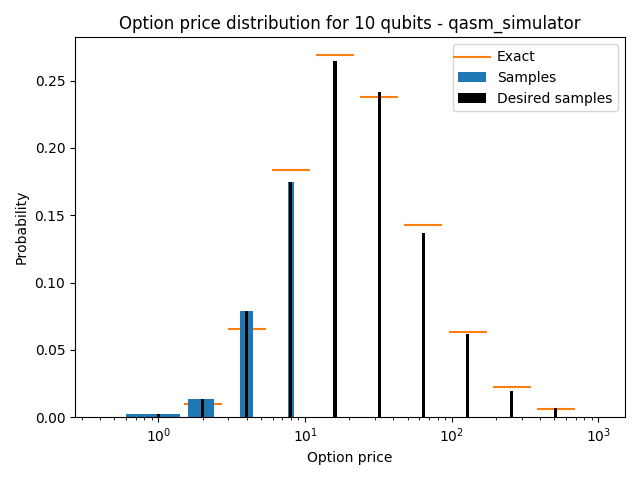 Option price distribution for 10 qubits - qasm_simulator
Exact
Samples
Desired samples
Probability
0.25
0.20
0.15
0.10
0.05
0.00
10⁰ 10¹ 10² 10³
Option price